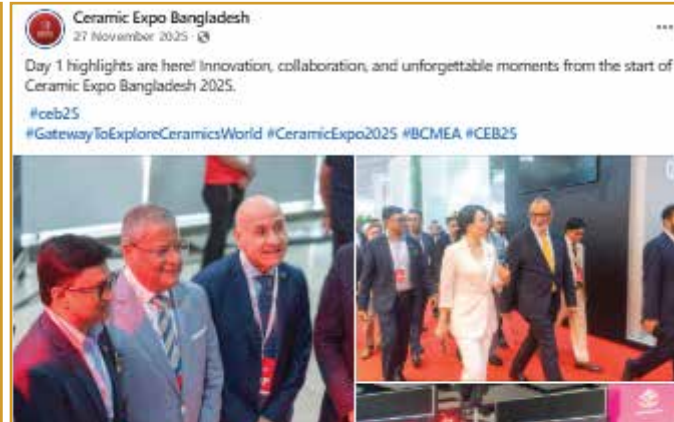 Ceramic Expo Bangladesh
27 November 2025 ·
Day 1 highlights are here! Innovation, collaboration, and unforgettable moments from the start of
Ceramic Expo Bangladesh 2025.
#ceb25
#GatewayToExploreCeramicsWorld #CeramicExpo2025 #BCMEA #CEB25